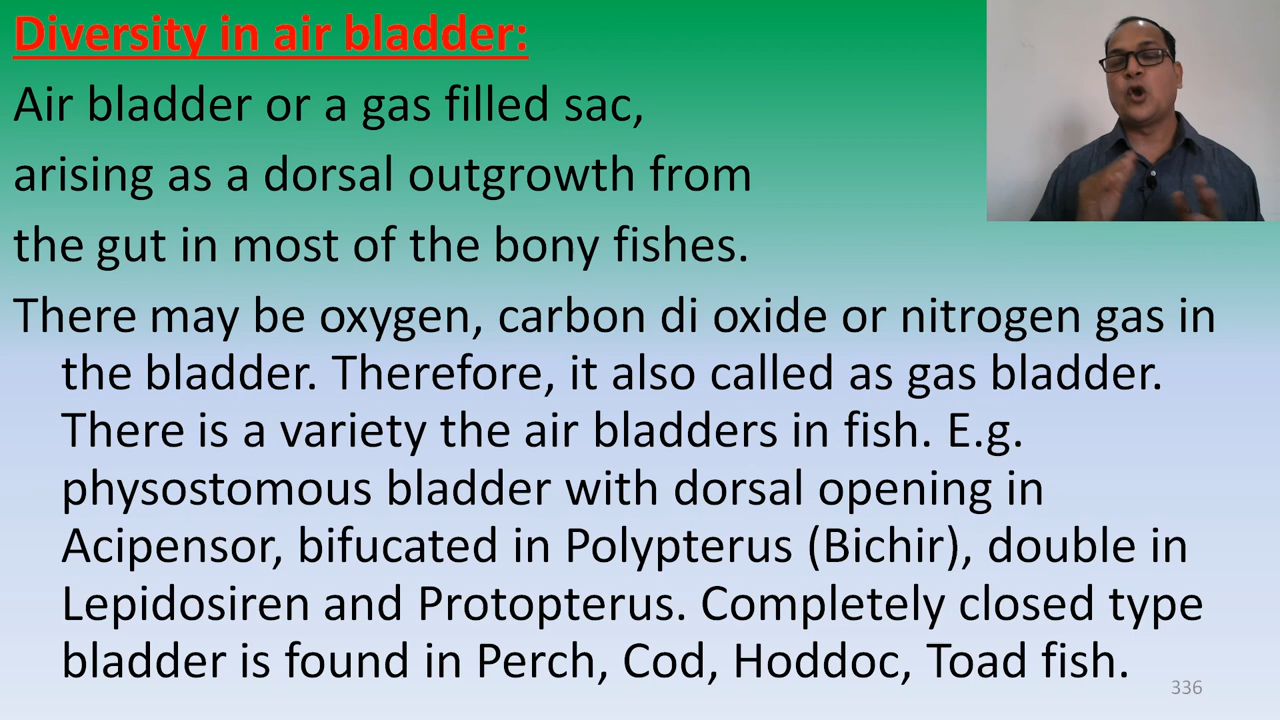 Diversity in air bladder:
Air bladder or a gas filled sac,
arising as a dorsal outgrowth from
the gut in most of the bony fishes.
There may be oxygen, carbon di oxide or nitrogen gas in
the bladder. Therefore, it also called as gas bladder.
There is a variety the air bladders in fish. E.g.
physostomous bladder with dorsal opening in
Acipensor, bifucated in Polypterus (Bichir), double in
Lepidosiren and Protopterus. Completely closed type
bladder is found in Perch, Cod, Hoddoc, Toad fish.
336